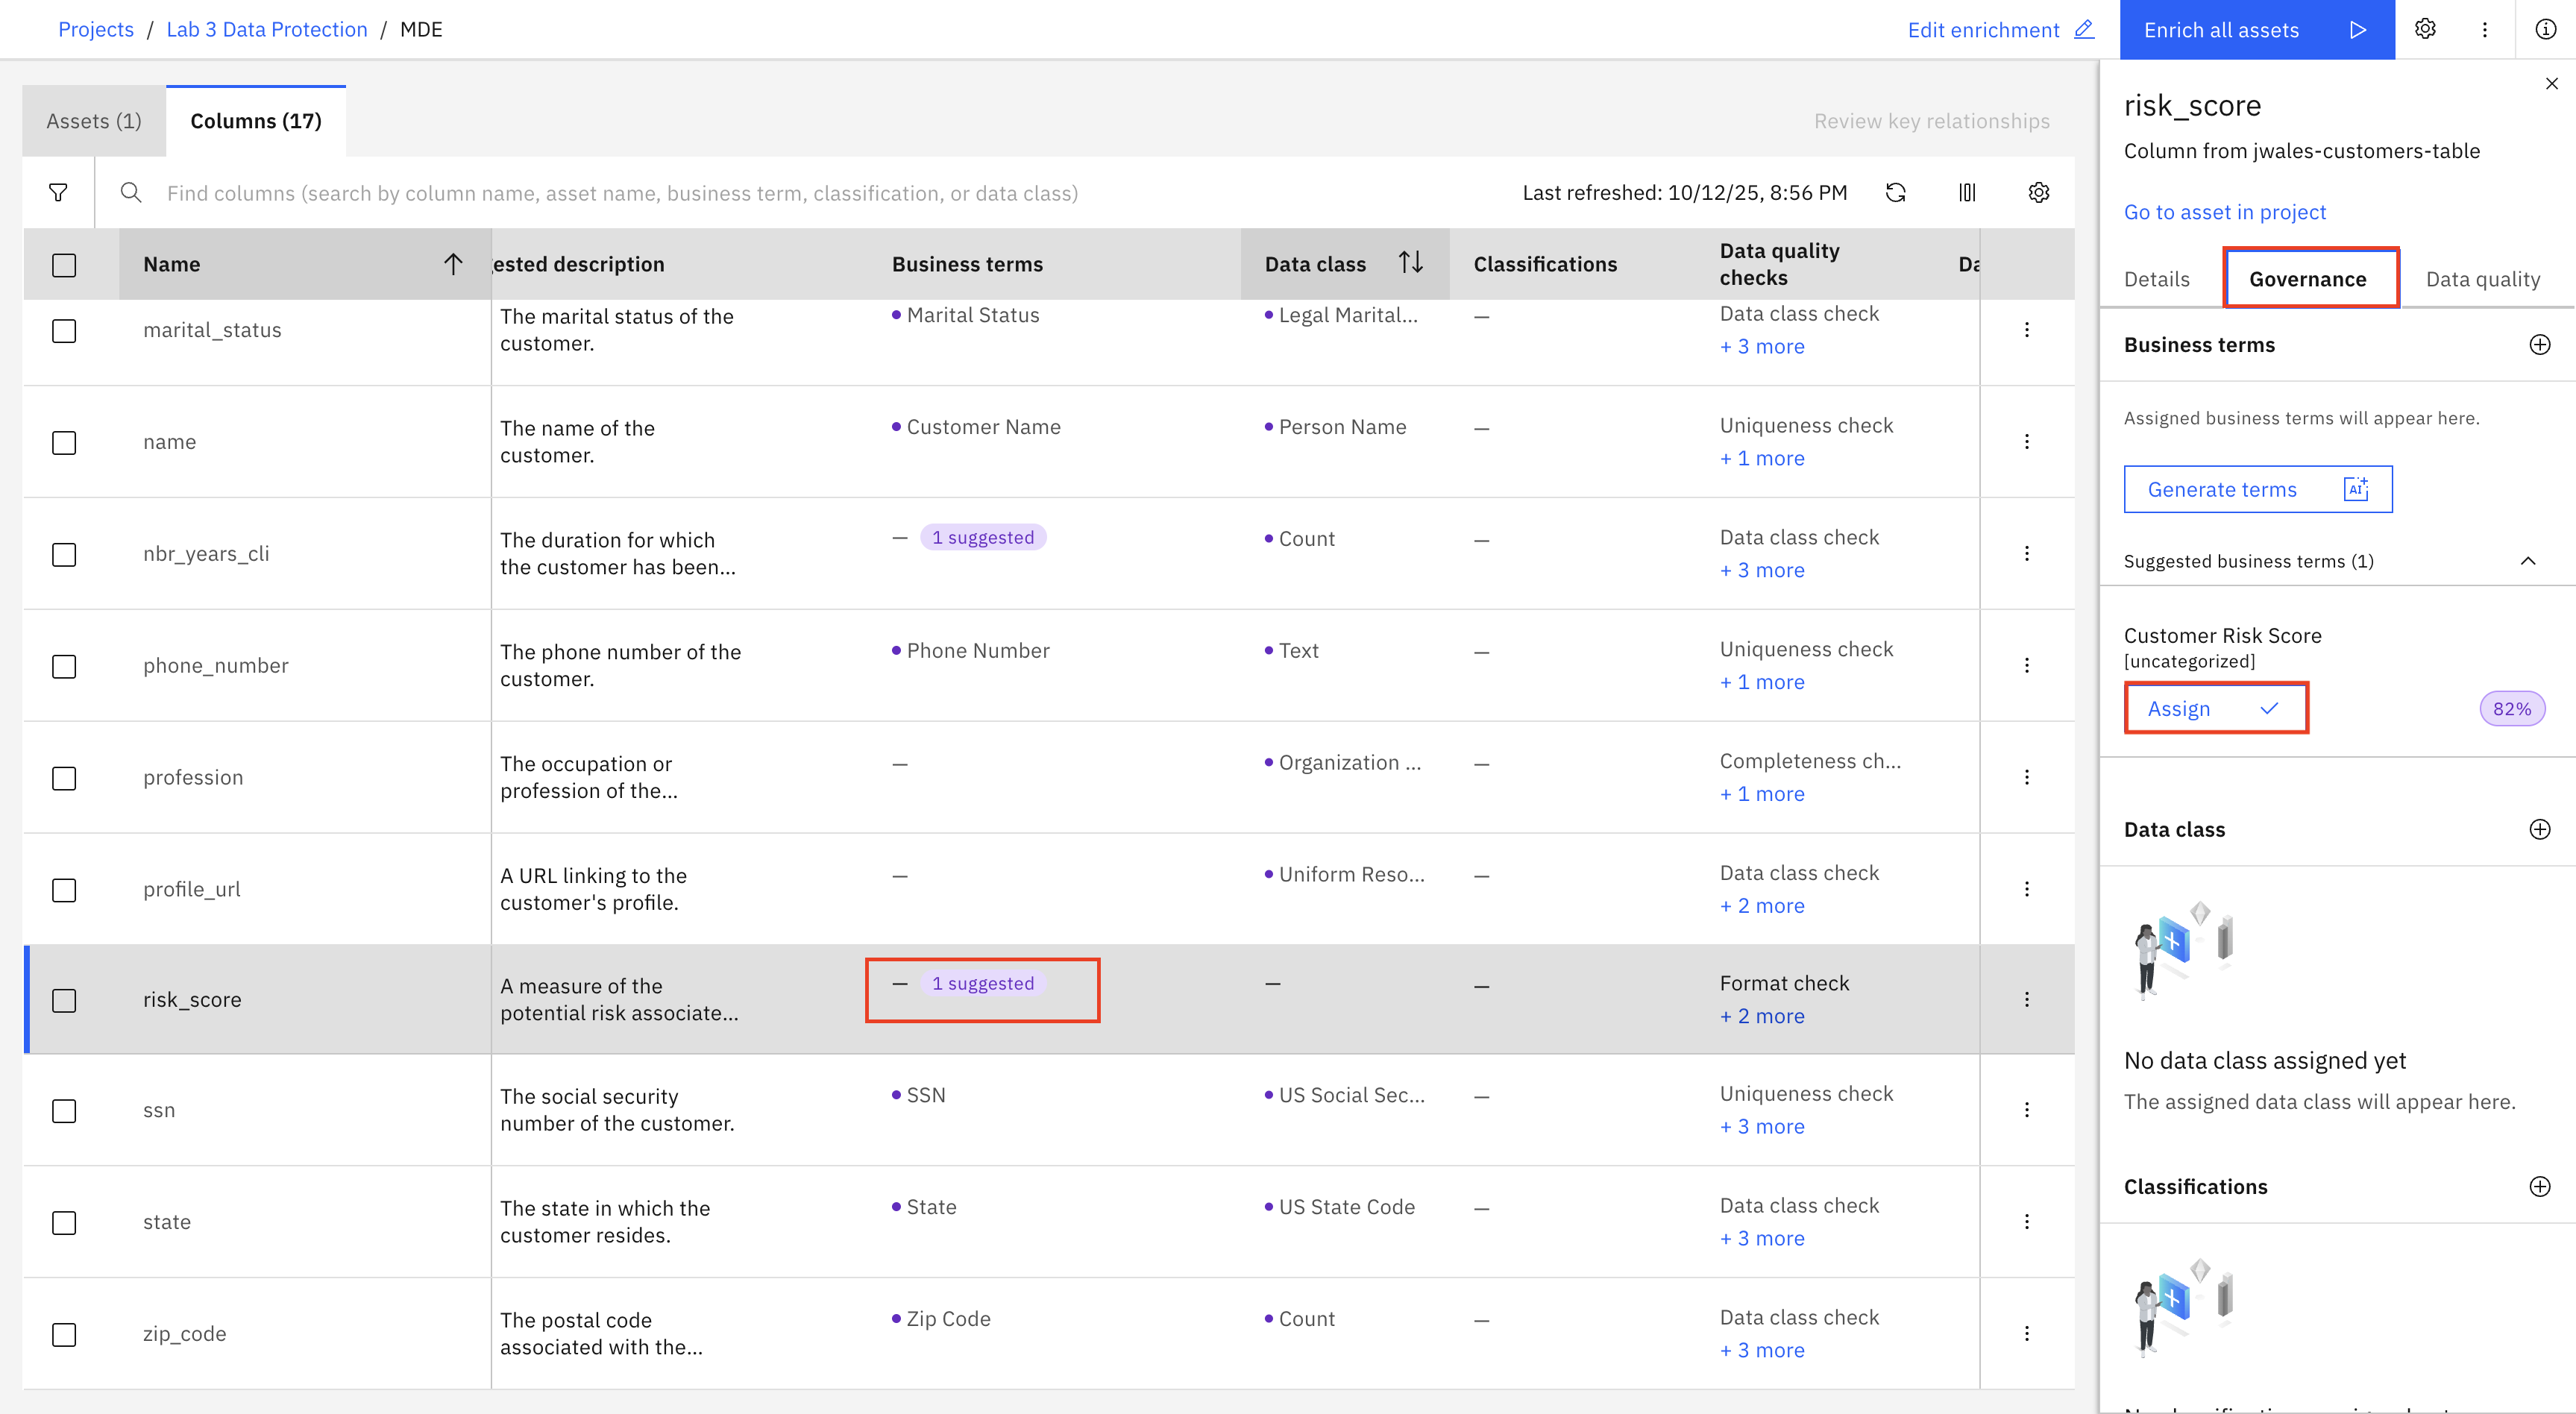 Projects / Lab 3 Data Protection / MDE
Edit enrichment
Enrich all assets
Assets (1)
Columns (17)
Review key relationships
Find columns (search by column name, asset name, business term, classification, or data class)
Last refreshed: 10/12/25, 8:56 PM
Name
ested description
Business terms
Data class
Classifications
Data quality
checks
Da
marital_status
The marital status of the
customer.
Marital Status
Legal Marital...
—
Data class check
+ 3 more
name
The name of the
customer.
Customer Name
Person Name
—
Uniqueness check
+ 1 more
nbr_years_cli
The duration for which
the customer has been...
— 1 suggested
Count
—
Data class check
+ 3 more
phone_number
The phone number of the
customer.
Phone Number
Text
—
Uniqueness check
+ 1 more
profession
The occupation or
profession of the...
—
Organization ...
—
Completeness ch...
+ 1 more
profile_url
A URL linking to the
customer's profile.
—
Uniform Reso...
—
Data class check
+ 2 more
risk_score
A measure of the
potential risk associate...
— 1 suggested
—
—
Format check
+ 2 more
ssn
The social security
number of the customer.
SSN
US Social Sec...
—
Uniqueness check
+ 3 more
state
The state in which the
customer resides.
State
US State Code
—
Data class check
+ 3 more
zip_code
The postal code
associated with the...
Zip Code
Count
—
Data class check
+ 3 more
risk_score
Column from jwales-customers-table
Go to asset in project
Details
Governance
Data quality
Business terms
Assigned business terms will appear here.
Generate terms AI
Suggested business terms (1)
Customer Risk Score
[uncategorized]
Assign
82%
Data class
No data class assigned yet
The assigned data class will appear here.
Classifications